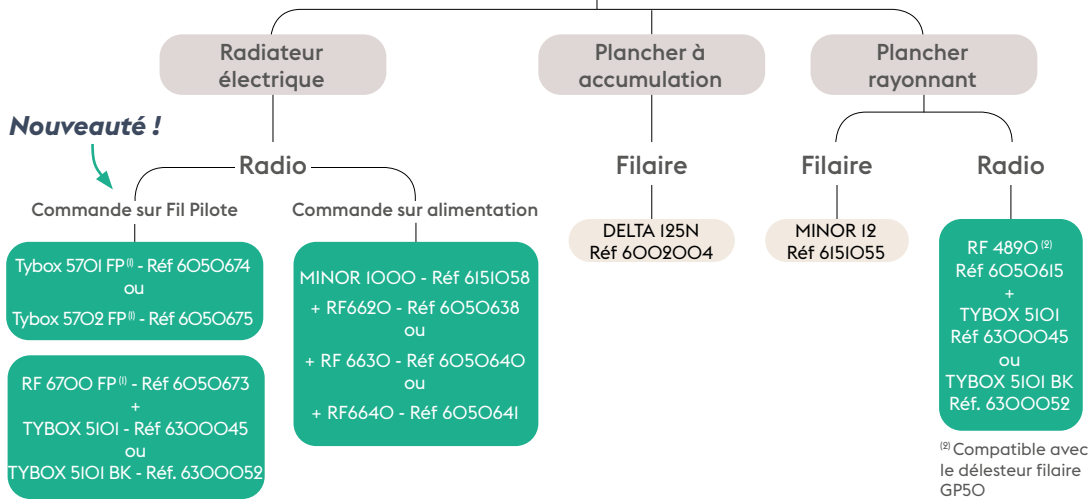 Radiateur
électrique
Plancher à
accumulation
Plancher
rayonnant
Nouveauté !
Radio
Filaire
Filaire
Radio
Commande sur Fil Pilote
Tybox 5701 FP⁽¹⁾ - Réf 6050674
ou
Tybox 5702 FP⁽¹⁾ - Réf 6050675
RF 6700 FP⁽¹⁾ - Réf 6050673
+
TYBOX 5101 - Réf 6300045
ou
TYBOX 5101 BK - Réf. 6300052
Commande sur alimentation
MINOR 1000 - Réf 6151058
+ RF6620 - Réf 6050638
ou
+ RF 6630 - Réf 6050640
ou
+ RF6640 - Réf 6050641
DELTA 125N
Réf 6002004
MINOR 12
Réf 6151055
RF 4890 ⁽²⁾
Réf 6050615
+
TYBOX 5101
Réf 6300045
ou
TYBOX 5101 BK
Réf. 6300052
⁽²⁾ Compatible avec
le délesteur filaire
GP50